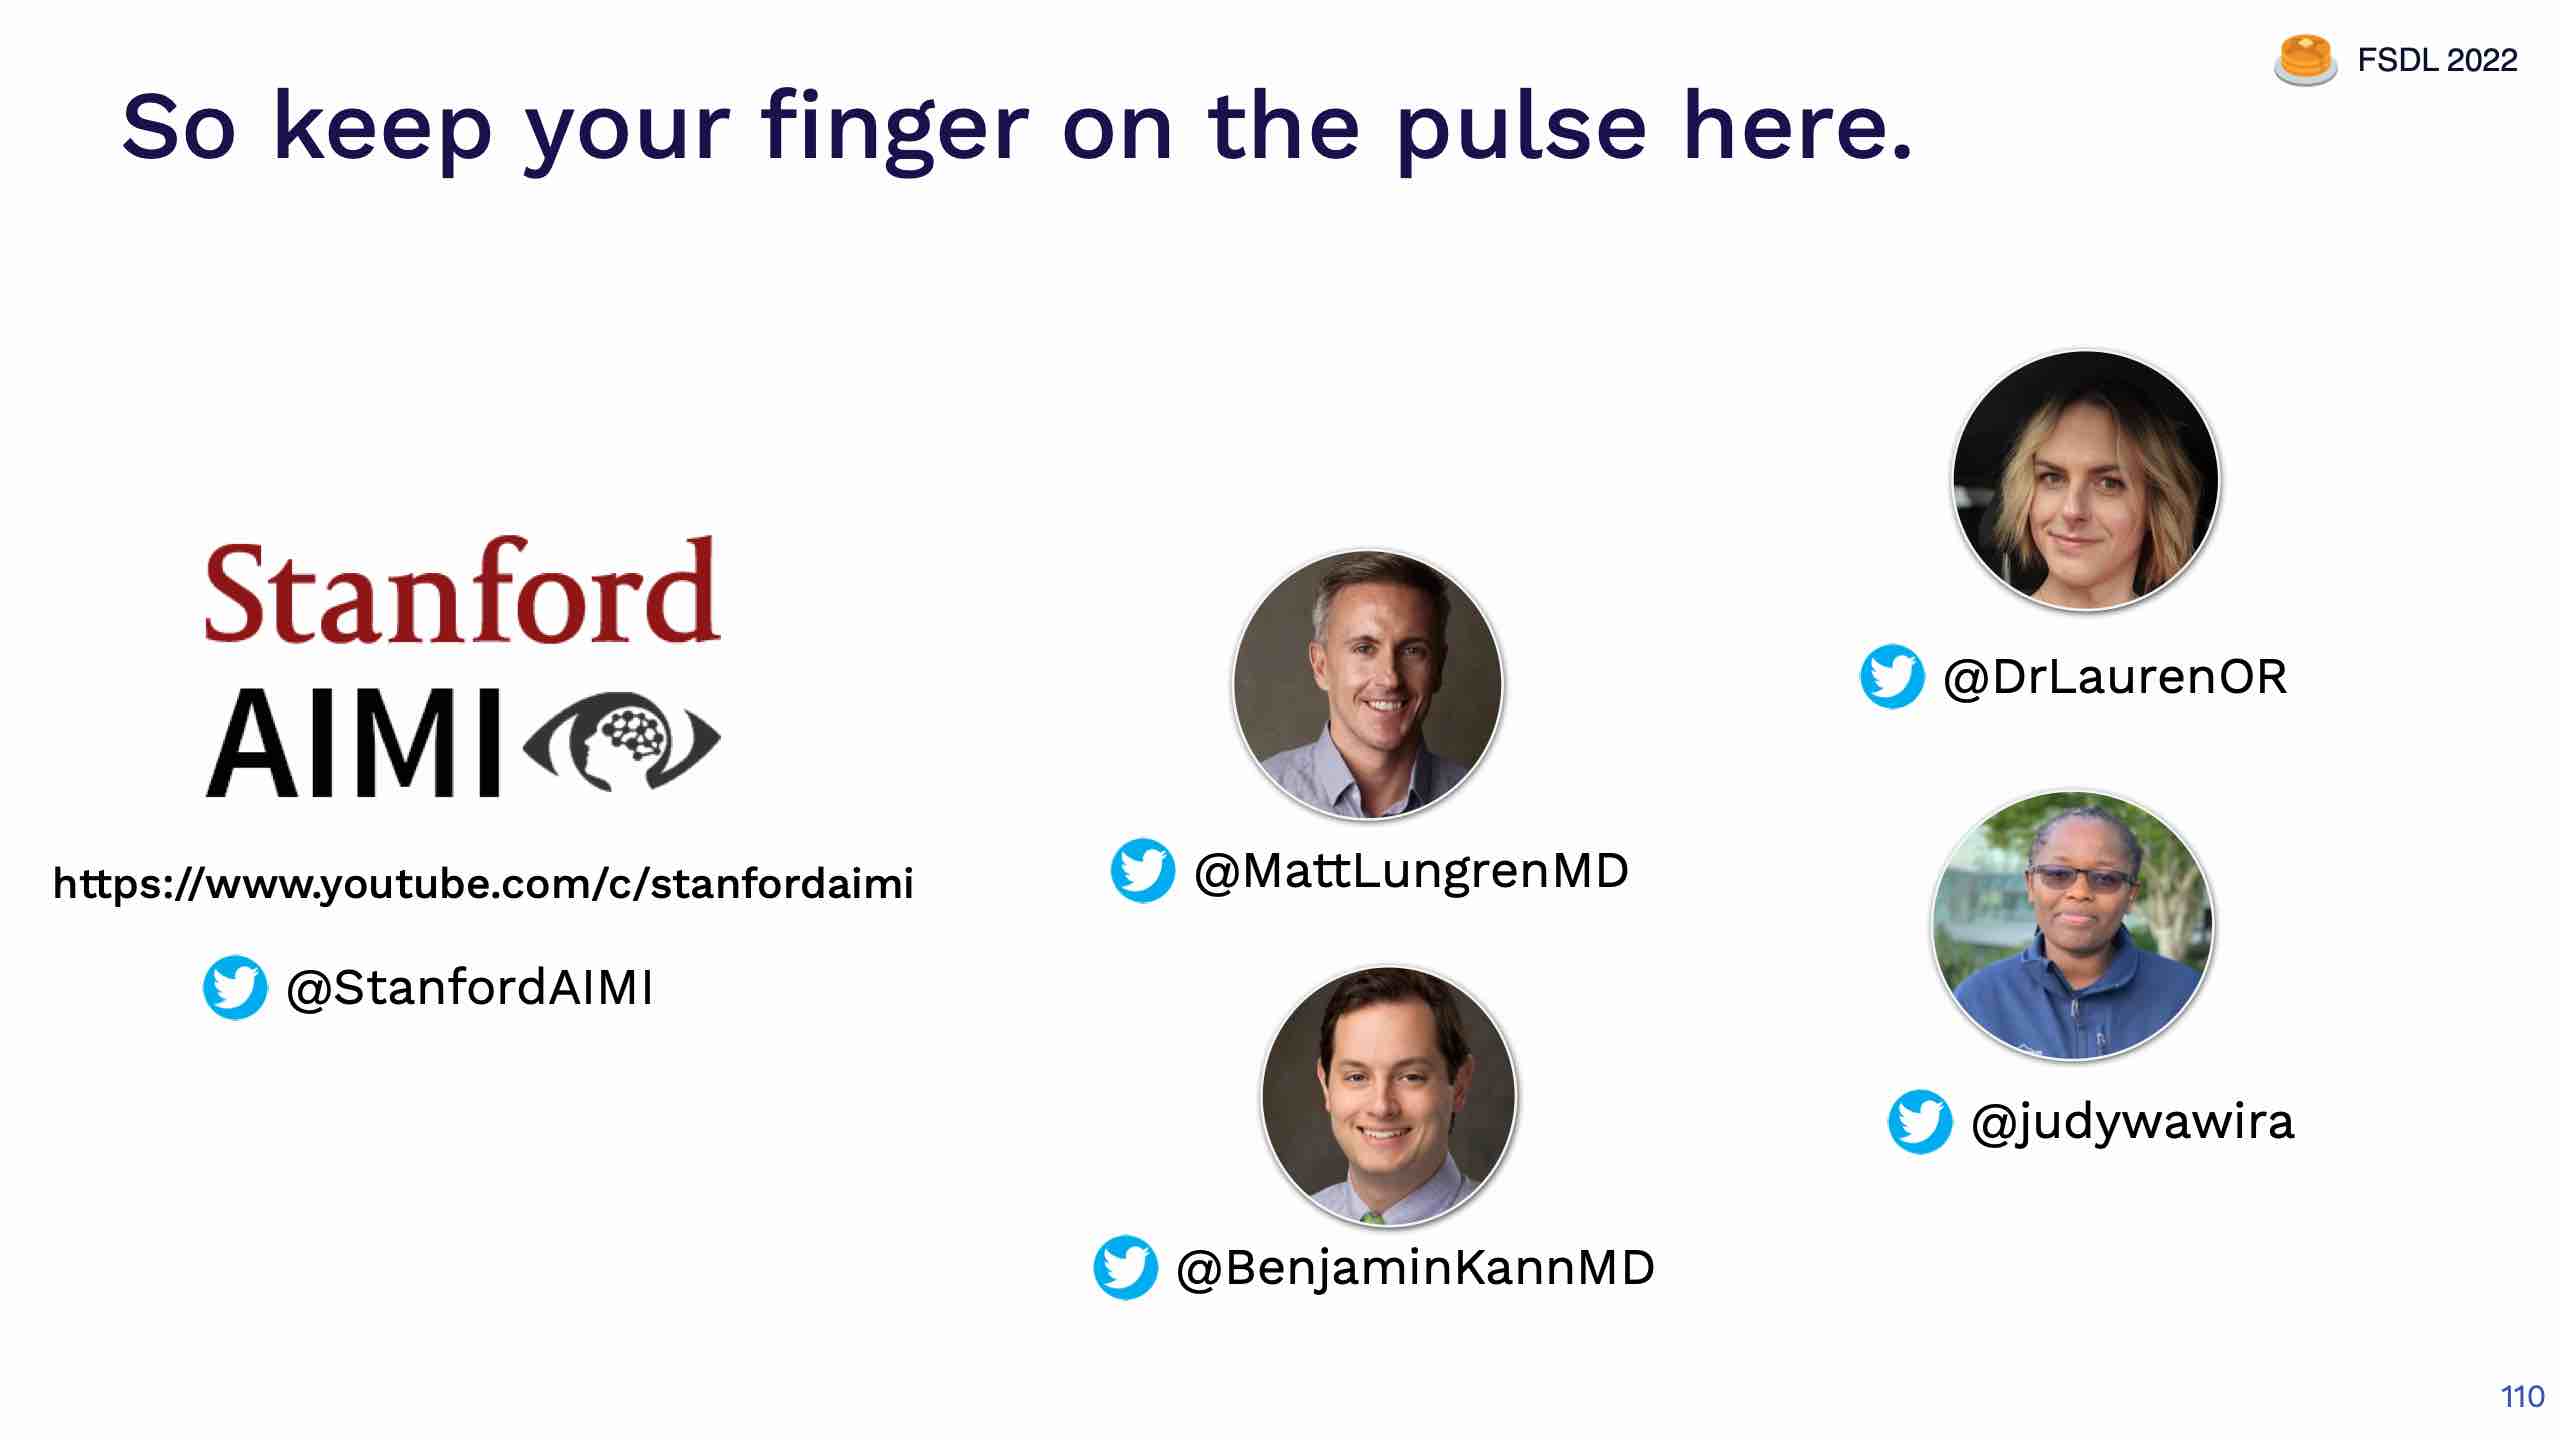 FSDL 2022
So keep your finger on the pulse here.
Stanford
AIMI
https://www.youtube.com/c/stanfordaimi
@StanfordAIMI
@MattLungrenMD
@BenjaminKannMD
@DrLaurenOR
@judywawira
110